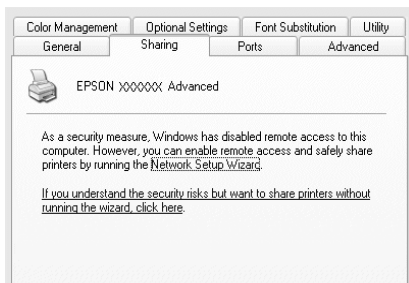 Color Management Optional Settings Font Substitution Utility
General Sharing Ports Advanced
EPSON XXXXXX Advanced
As a security measure, Windows has disabled remote access to this
computer. However, you can enable remote access and safely share
printers by running the Network Setup Wizard.
If you understand the security risks but want to share printers without
running the wizard, click here.